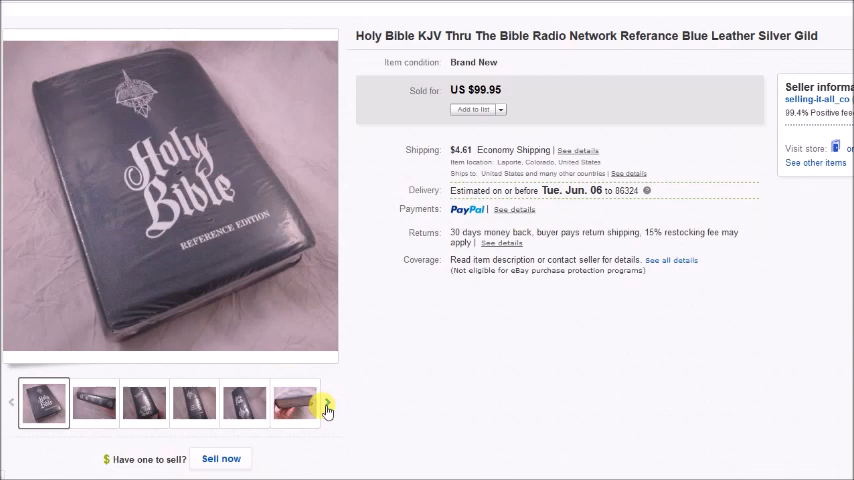 Holy Bible KJV Thru The Bible Radio Network Referance Blue Leather Silver Gild
Item condition: Brand New
Sold for: US $99.95
Add to list
Shipping: $4.61 Economy Shipping | See details
Item location: Laporte, Colorado, United States
Ships to: United States and many other countries | See details
Delivery: Estimated on or before Tue. Jun. 06 to 86324
Payments: PayPal | See details
Returns: 30 days money back, buyer pays return shipping, 15% restocking fee may
apply | See details
Coverage: Read item description or contact seller for details. See all details
(Not eligible for eBay purchase protection programs)
Seller informa
selling-it-all_co (
99.4% Positive fee
Visit store: or
See other items
Holy
Bible
REFERENCE EDITION
$ Have one to sell? Sell now